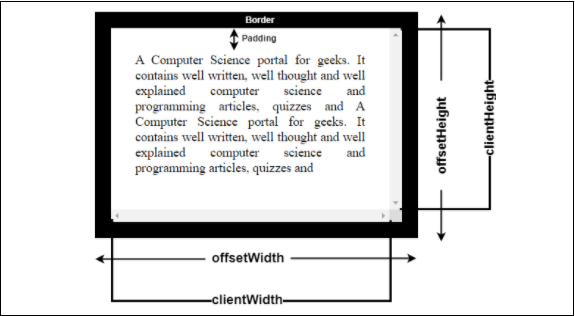 Border
Padding
A Computer Science portal for geeks. It
contains well written, well thought and well
explained computer science and
programming articles, quizzes and A
Computer Science portal for geeks. It
contains well written, well thought and well
explained computer science and
programming articles, quizzes and
offsetHeight
clientHeight
offsetWidth
clientWidth